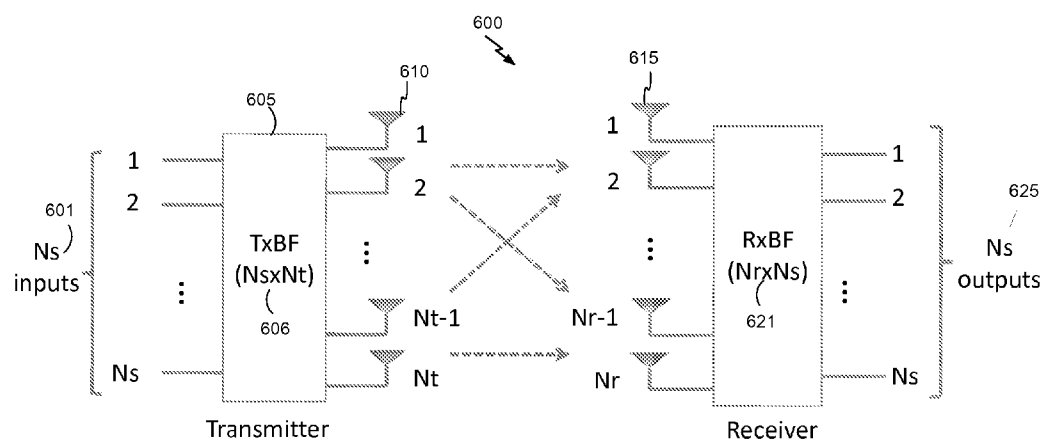 600
610
615
605
1
1
1
1
2
2
2
2
601
Ns
inputs
TxBF
(NsxNt)
606
...
...
...
...
RxBF
(NrxNs)
621
625
Ns
outputs
Nt-1
Nr-1
Ns
Nt
Nr
Ns
Transmitter
Receiver